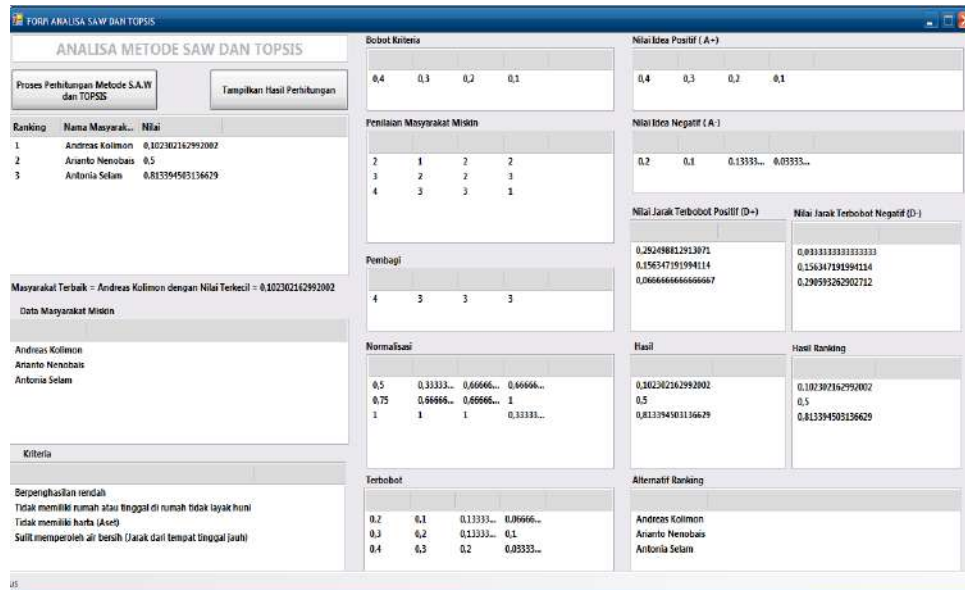 FORM ANALISA SAW DAN TOPSIS
ANALISA METODE SAW DAN TOPSIS
Proses Perhitungan Metode S.A.W
dan TOPSIS
Tampilkan Hasil Perhitungan
Ranking Nama Masyarak... Nilai
1 Andreas Kolimon 0,102302162992002
2 Arianto Nenobais 0,5
3 Antonia Selam 0,813394503136629
Masyarakat Terbaik = Andreas Kolimon dengan Nilai Terkecil = 0,102302162992002
Data Masyarakat Miskin
Andreas Kolimon
Arianto Nenobais
Antonia Selam
Kriteria
Berpenghasilan rendah
Tidak memiliki rumah atau tinggal di rumah tidak layak huni
Tidak memiliki harta (Aset)
Sulit memperoleh air bersih (Jarak dari tempat tinggal jauh)
Bobot Kriteria
0,4 0,3 0,2 0,1
Penilaian Masyarakat Miskin
2 1 2 2
3 2 2 3
4 3 3 1
Pembagi
4 3 3 3
Normalisasi
0,5 0,33333... 0,66666... 0,66666...
0,75 0,66666... 0,66666... 1
1 1 1 0,33333...
Terbobot
0,2 0,1 0,13333... 0,06666...
0,3 0,2 0,13333... 0,1
0,4 0,3 0,2 0,03333...
Nilai Idea Positif ( A+)
0,4 0,3 0,2 0,1
Nilai Idea Negatif ( A-)
0,2 0,1 0,13333... 0,03333...
Nilai Jarak Terbobot Positif (D+)
0,292498812913071
0,156347191994114
0,0666666666666667
Nilai Jarak Terbobot Negatif (D-)
0,0333333333333333
0,156347191994114
0,290593262902712
Hasil
0,102302162992002
0,5
0,813394503136629
Hasil Ranking
0,102302162992002
0,5
0,813394503136629
Alternatif Ranking
Andreas Kolimon
Arianto Nenobais
Antonia Selam
us